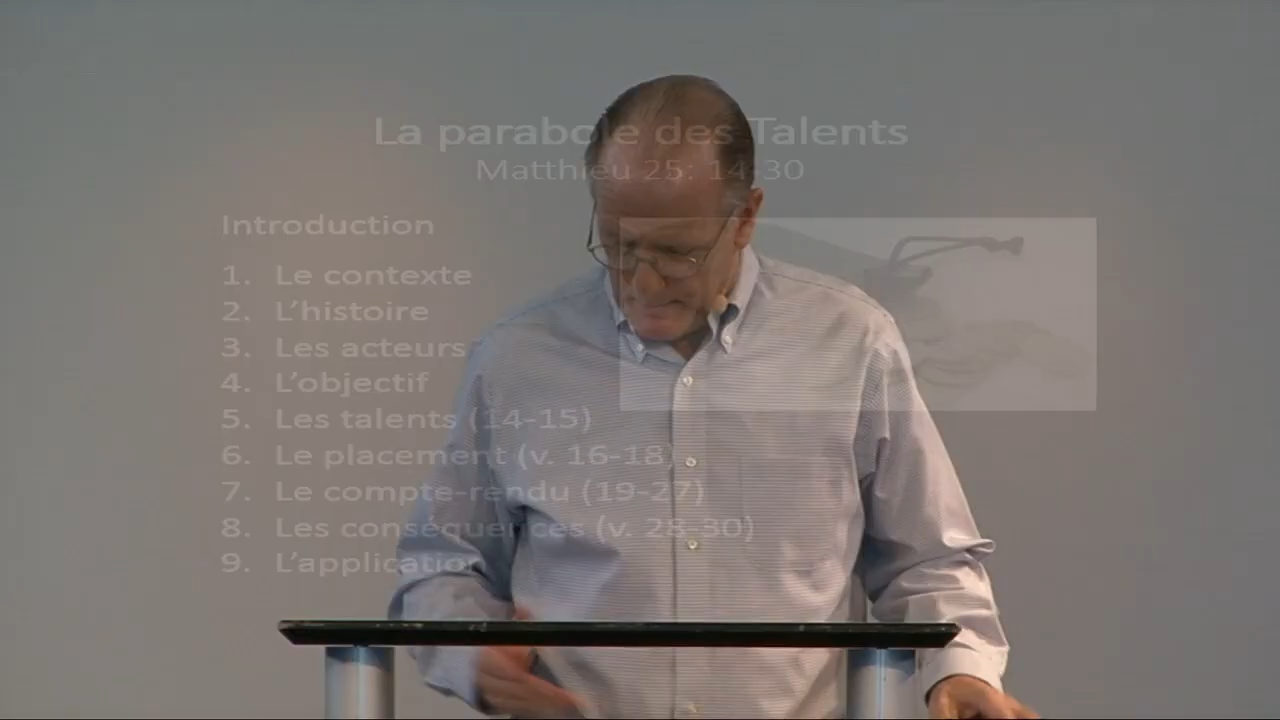 La parabole des Talents
Matthieu 25: 14-30
Introduction
1. Le contexte
2. L’histoire
3. Les acteurs
4. L’objectif
5. Les talents (14-15)
6. Le placement (v. 16-18)
7. Le compte-rendu (19-27)
8. Les conséquences (v. 28-30)
9. L’application